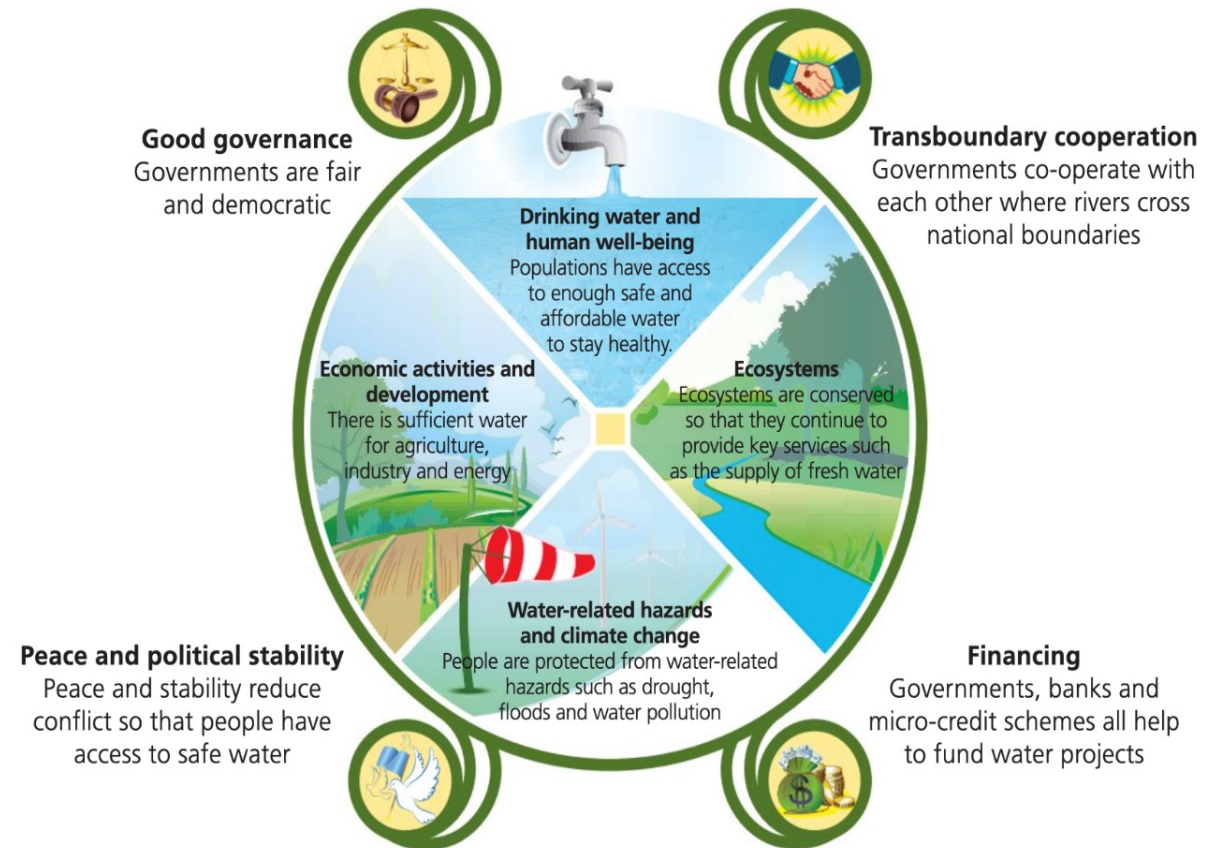 Good governance
Governments are fair
and democratic
Transboundary cooperation
Governments co-operate with
each other where rivers cross
national boundaries
Drinking water and
human well-being
Populations have access
to enough safe and
affordable water
to stay healthy.
Economic activities and
development
There is sufficient water
for agriculture,
industry and energy
Ecosystems
Ecosystems are conserved
so that they continue to
provide key services such
as the supply of fresh water
Water-related hazards
and climate change
People are protected from water-related
hazards such as drought,
floods and water pollution
Peace and political stability
Peace and stability reduce
conflict so that people have
access to safe water
Financing
Governments, banks and
micro-credit schemes all help
to fund water projects
$